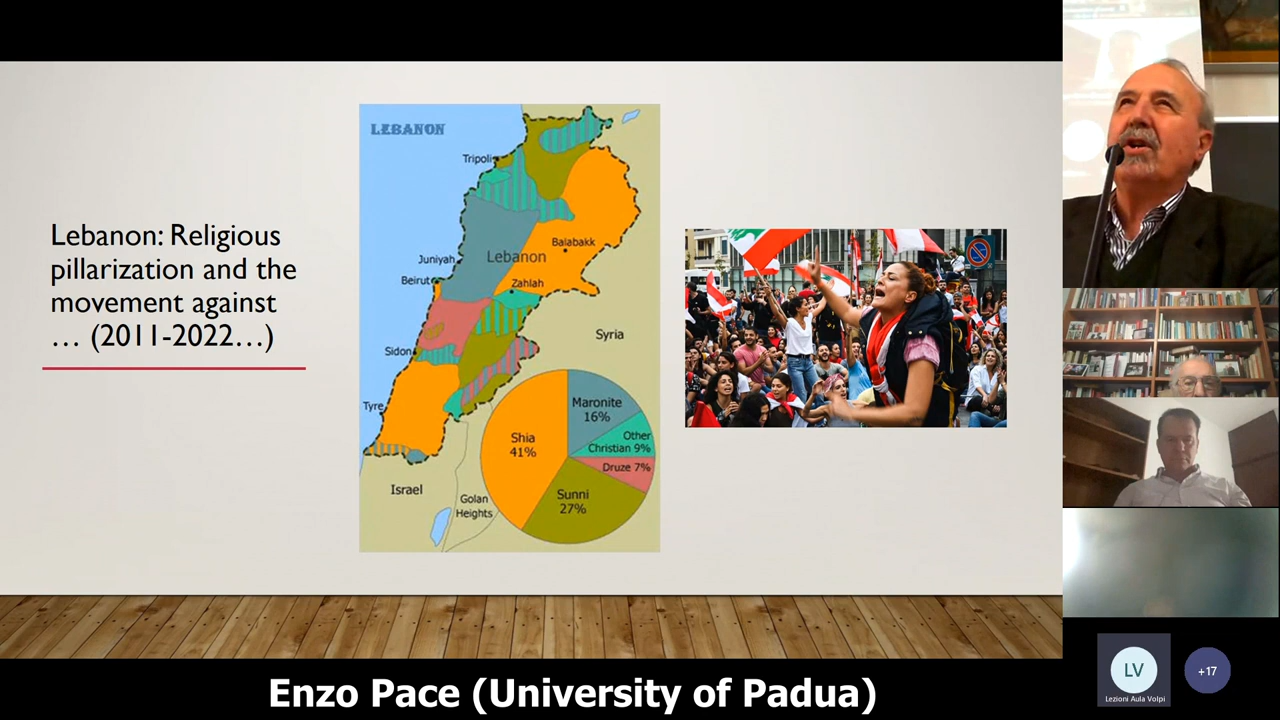 Lebanon: Religious
pillarization and the
movement against
... (2011-2022...)
LEBANON
Tripoli
Balabakk
Juniyah
Lebanon
Beirut
Zahlah
Syria
Sidon
Tyre
Maronite
16%
Other
Christian 9%
Shia
41%
Druze 7%
Israel
Sunni
27%
Golan
Heights
LV
Lezioni Aula Volpi
+17
Enzo Pace (University of Padua)